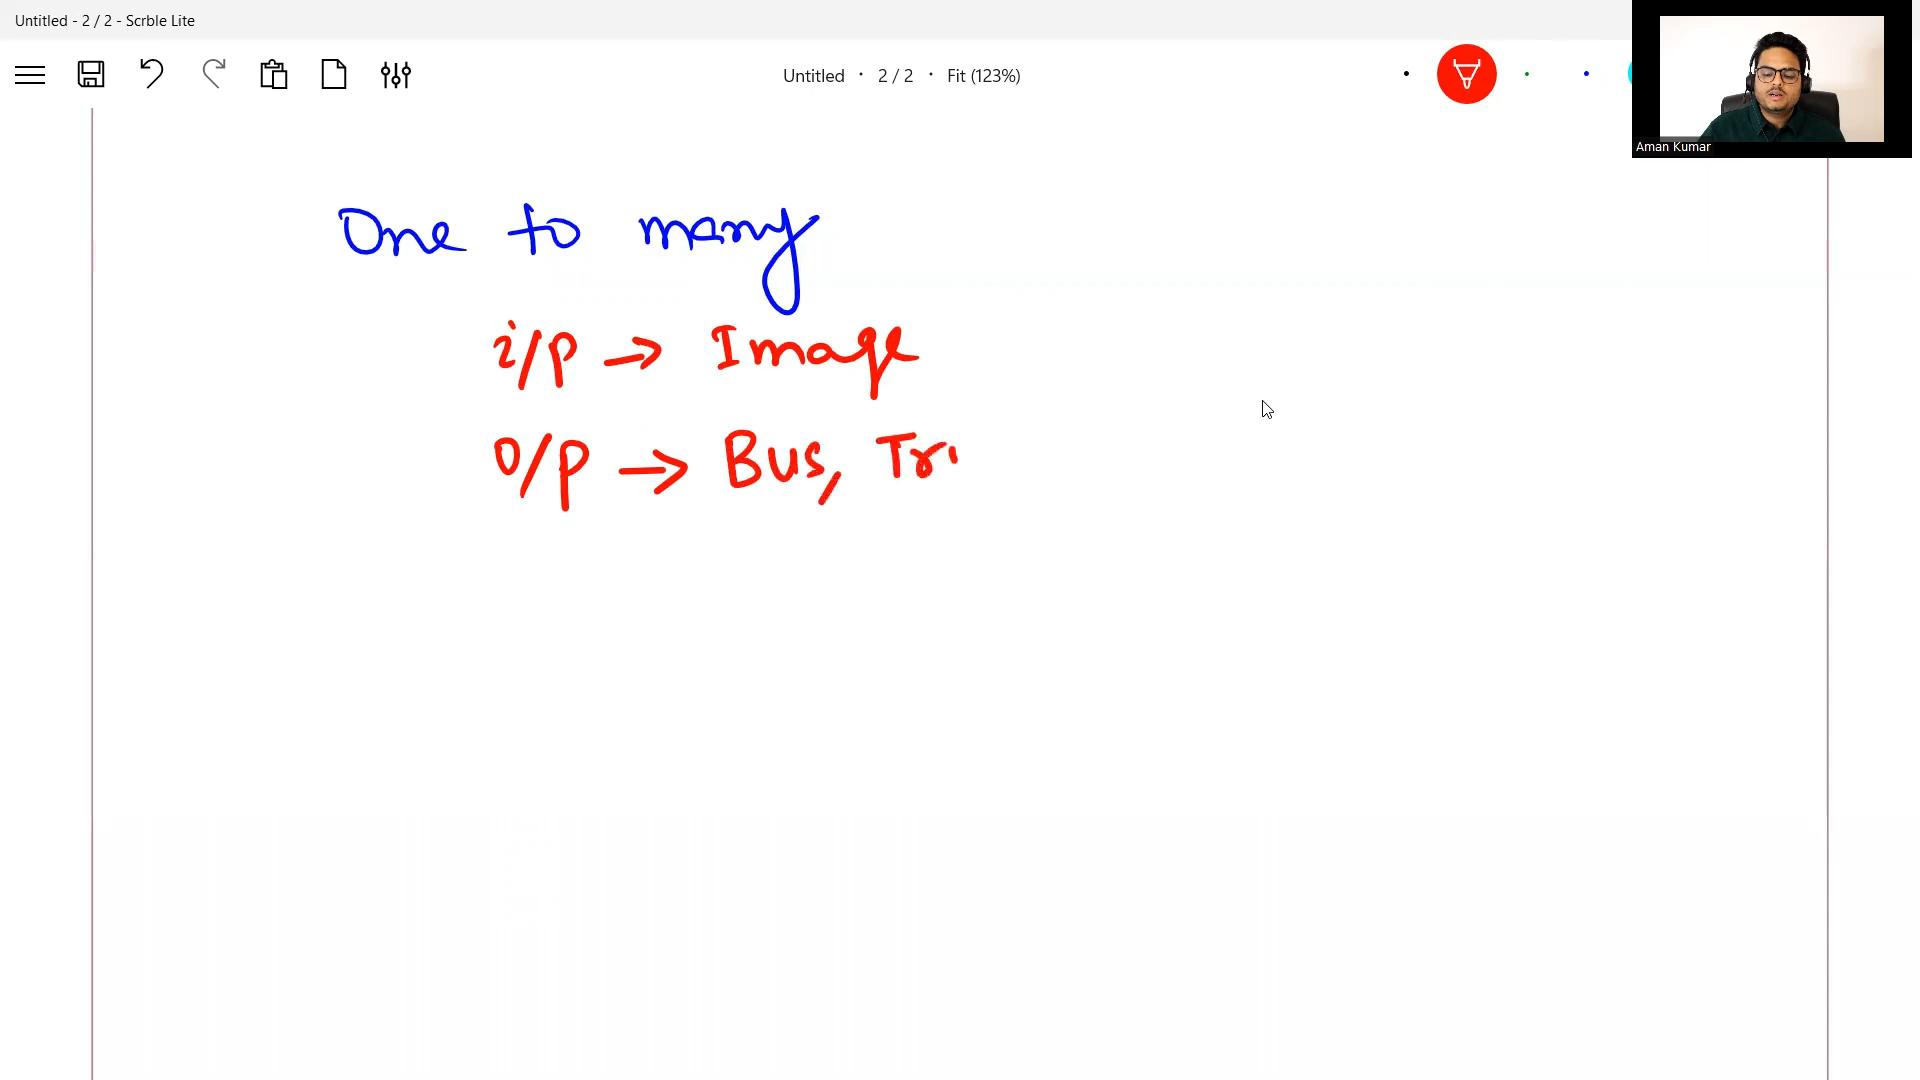 Untitled - 2 / 2 - Scrble Lite
Untitled • 2 / 2 • Fit (123%)
Aman Kumar
One to many
i/p → Image
O/p → Bus, Tr